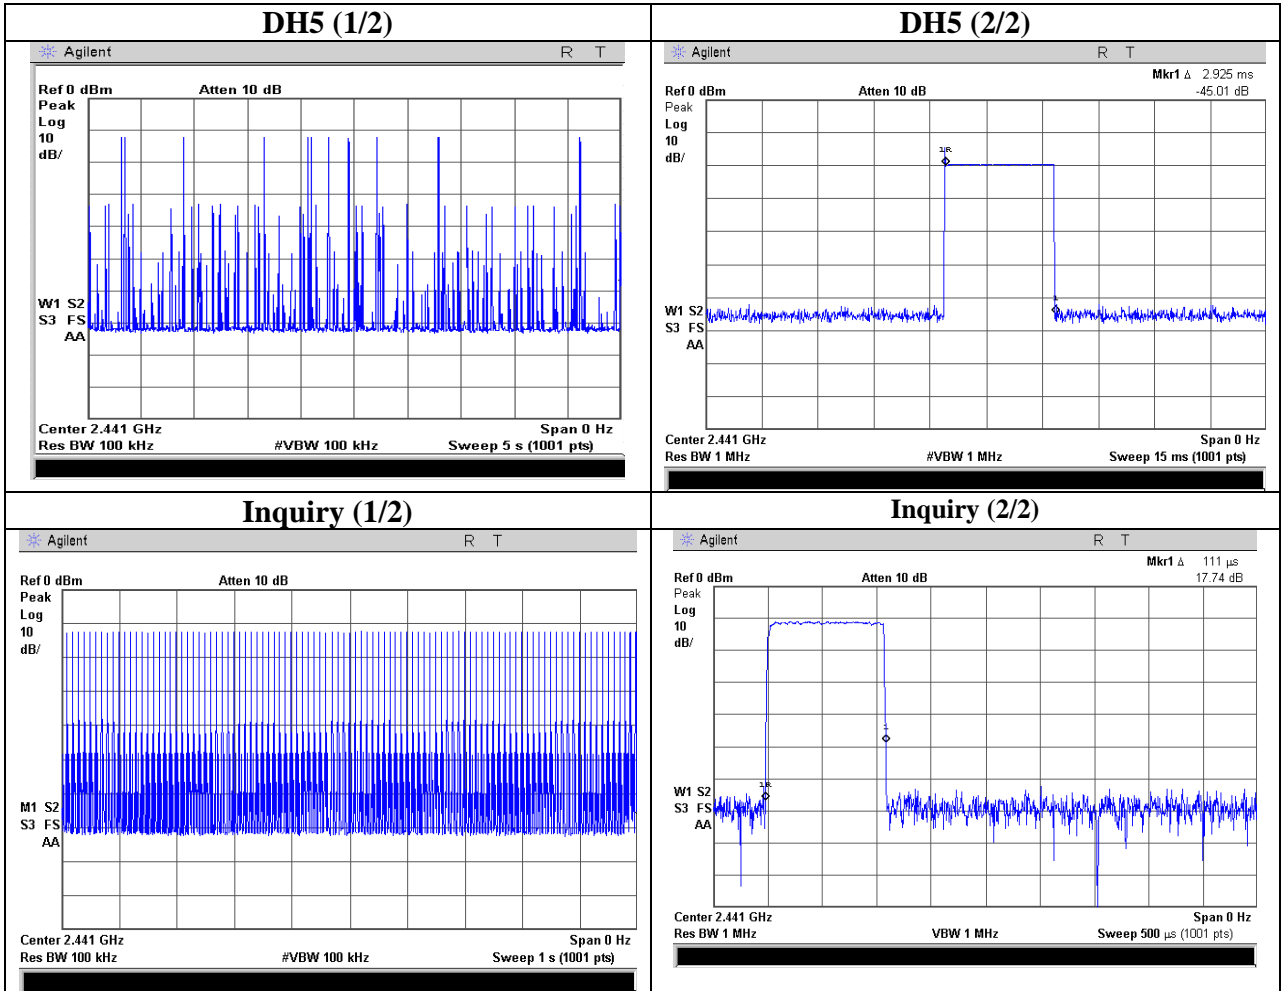 DH5 (1/2)
DH5 (2/2)
Agilent R T
Ref 0 dBm Atten 10 dB
Peak
Log
10
dB/
W1 S2
S3 FS
AA
Center 2.441 GHz Span 0 Hz
Res BW 100 kHz #VBW 100 kHz Sweep 5 s (1001 pts)
Agilent R T
Mkr1 Δ 2.925 ms
Ref 0 dBm Atten 10 dB -45.01 dB
Peak
Log
10
dB/
1R
1
W1 S2
S3 FS
AA
Center 2.441 GHz Span 0 Hz
Res BW 1 MHz #VBW 1 MHz Sweep 15 ms (1001 pts)
Inquiry (1/2)
Inquiry (2/2)
Agilent R T
Ref 0 dBm Atten 10 dB
Peak
Log
10
dB/
M1 S2
S3 FS
AA
Center 2.441 GHz Span 0 Hz
Res BW 100 kHz #VBW 100 kHz Sweep 1 s (1001 pts)
Agilent R T
Mkr1 Δ 111 µs
Ref 0 dBm Atten 10 dB 17.74 dB
Peak
Log
10
dB/
1
1R
W1 S2
S3 FS
AA
Center 2.441 GHz Span 0 Hz
Res BW 1 MHz VBW 1 MHz Sweep 500 µs (1001 pts)